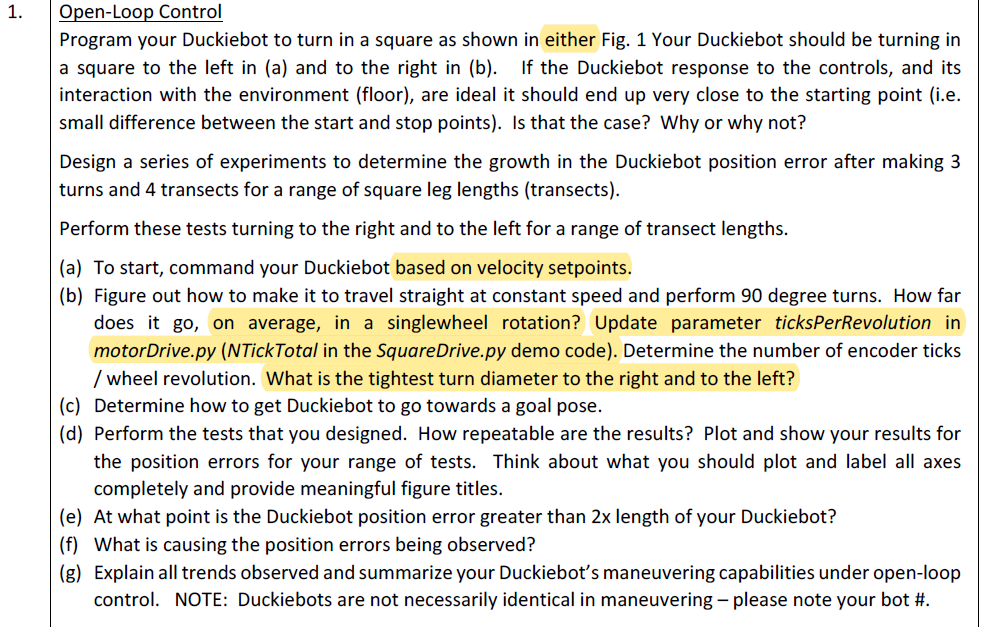 1. Open-Loop Control
Program your Duckiebot to turn in a square as shown in either Fig. 1 Your Duckiebot should be turning in
a square to the left in (a) and to the right in (b). If the Duckiebot response to the controls, and its
interaction with the environment (floor), are ideal it should end up very close to the starting point (i.e.
small difference between the start and stop points). Is that the case? Why or why not?
Design a series of experiments to determine the growth in the Duckiebot position error after making 3
turns and 4 transects for a range of square leg lengths (transects).
Perform these tests turning to the right and to the left for a range of transect lengths.
(a) To start, command your Duckiebot based on velocity setpoints.
(b) Figure out how to make it to travel straight at constant speed and perform 90 degree turns. How far
does it go, on average, in a singlewheel rotation? Update parameter ticksPerRevolution in
motorDrive.py (NTickTotal in the SquareDrive.py demo code). Determine the number of encoder ticks
/ wheel revolution. What is the tightest turn diameter to the right and to the left?
(c) Determine how to get Duckiebot to go towards a goal pose.
(d) Perform the tests that you designed. How repeatable are the results? Plot and show your results for
the position errors for your range of tests. Think about what you should plot and label all axes
completely and provide meaningful figure titles.
(e) At what point is the Duckiebot position error greater than 2x length of your Duckiebot?
(f) What is causing the position errors being observed?
(g) Explain all trends observed and summarize your Duckiebot's maneuvering capabilities under open-loop
control. NOTE: Duckiebots are not necessarily identical in maneuvering – please note your bot #.